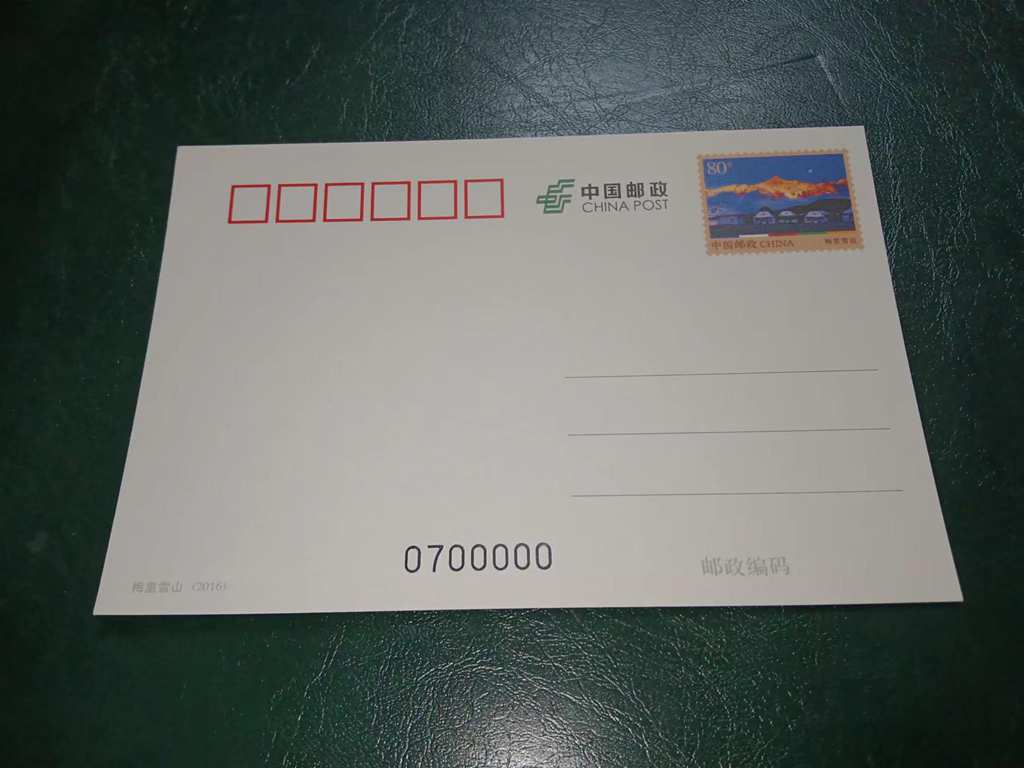 中国邮政
CHINA POST
80分
中国邮政 CHINA
梅里雪山
0700000
邮政编码
梅里雪山 (2016)